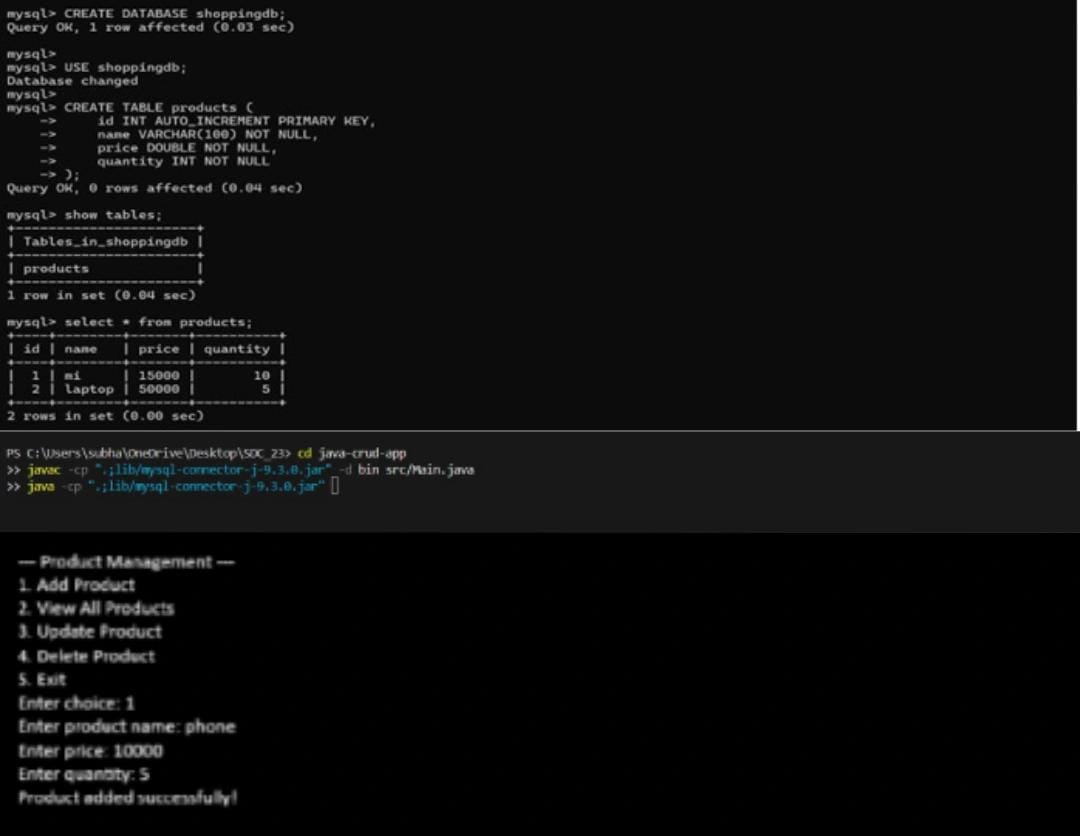 mysql> CREATE DATABASE shoppingdb;
Query OK, 1 row affected (0.03 sec)
mysql>
mysql> USE shoppingdb;
Database changed
mysql>
mysql> CREATE TABLE products (
    ->     id INT AUTO_INCREMENT PRIMARY KEY,
    ->     name VARCHAR(100) NOT NULL,
    ->     price DOUBLE NOT NULL,
    ->     quantity INT NOT NULL
    -> );
Query OK, 0 rows affected (0.04 sec)
mysql> show tables;
+----------------------+
| Tables_in_shoppingdb |
+----------------------+
| products             |
+----------------------+
1 row in set (0.04 sec)
mysql> select * from products;
+----+--------+-------+----------+
| id | name   | price | quantity |
+----+--------+-------+----------+
|  1 | mi     | 15000 |       10 |
|  2 | laptop | 50000 |        5 |
+----+--------+-------+----------+
2 rows in set (0.00 sec)
PS C:\Users\subha\OneDrive\Desktop\SDC_23> cd java-crud-app
>> javac -cp ".;lib/mysql-connector-j-9.3.0.jar" -d bin src/Main.java
>> java -cp ".;lib/mysql-connector-j-9.3.0.jar"
--- Product Management ---
1. Add Product
2. View All Products
3. Update Product
4. Delete Product
5. Exit
Enter choice: 1
Enter product name: phone
Enter price: 10000
Enter quantity: 5
Product added successfully!